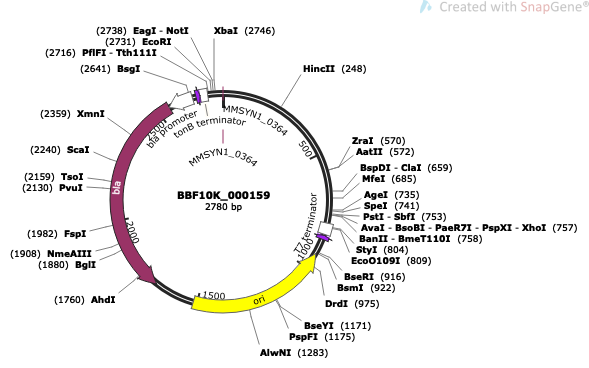 Created with SnapGene®
(2738) EagI - NotI
XbaI (2746)
(2731) EcoRI
(2716) PflFI - Tth111I
(2641) BsgI
HincII (248)
(2359) XmnI
(2240) ScaI
(2159) TsoI
(2130) PvuI
(1982) FspI
(1908) NmeAIII
(1880) BglI
(1760) AhdI
ZraI (570)
AatII (572)
BspDI - ClaI (659)
MfeI (685)
AgeI (735)
SpeI (741)
PstI - SbfI (753)
AvaI - BsoBI - PaeR7I - PspXI - XhoI (757)
BanII - BmeT110I (758)
StyI (804)
EcoO109I (809)
BseRI (916)
BsmI (922)
DrdI (975)
BseYI (1171)
PspFI (1175)
AlwNI (1283)
MMSYN1_0364
tonB terminator
bla promoter
MMSYN1_0364
BBF10K_000159
2780 bp
T7 terminator
bla
ori
500
1000
1500
2000
2500